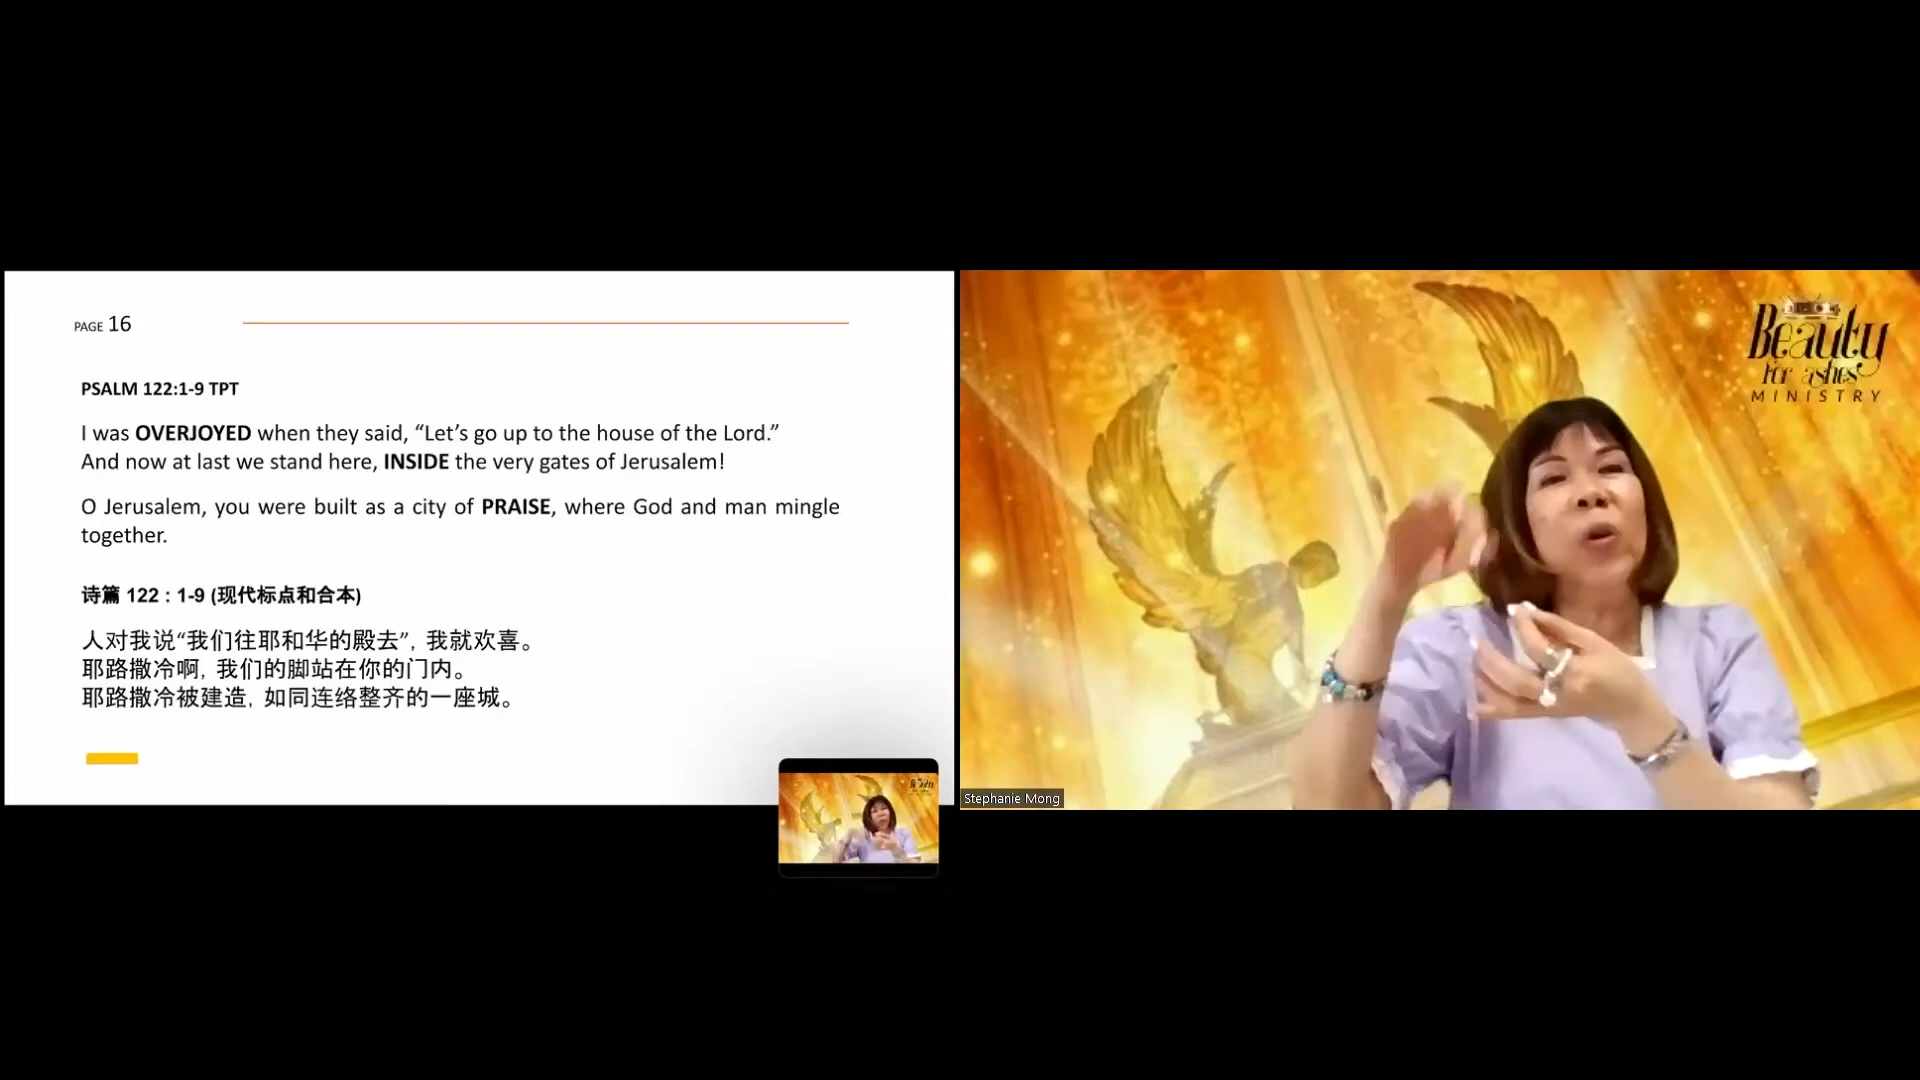 PAGE 16
PSALM 122:1-9 TPT
I was OVERJOYED when they said, “Let’s go up to the house of the Lord.”
And now at last we stand here, INSIDE the very gates of Jerusalem!
O Jerusalem, you were built as a city of PRAISE, where God and man mingle
together.
诗篇 122 : 1-9 (现代标点和合本)
人对我说“我们往耶和华的殿去”, 我就欢喜。
耶路撒冷啊, 我们的脚站在你的门内。
耶路撒冷被建造, 如同连络整齐的一座城。
Beauty
For ashes
MINISTRY
Stephanie Mong